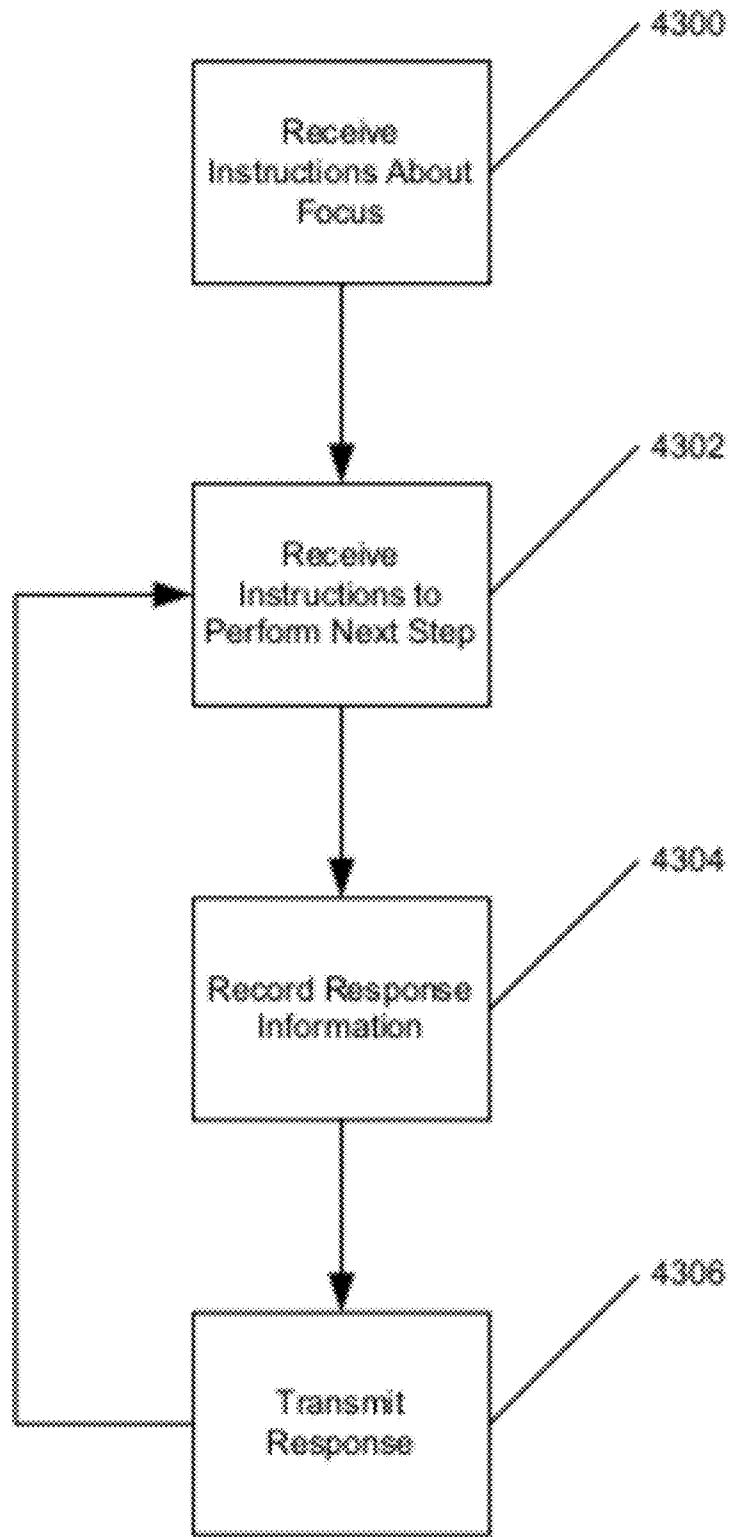 4300
Receive
Instructions About
Focus
4302
Receive
Instructions to
Perform Next Step
4304
Record Response
Information
4306
Transmit
Response